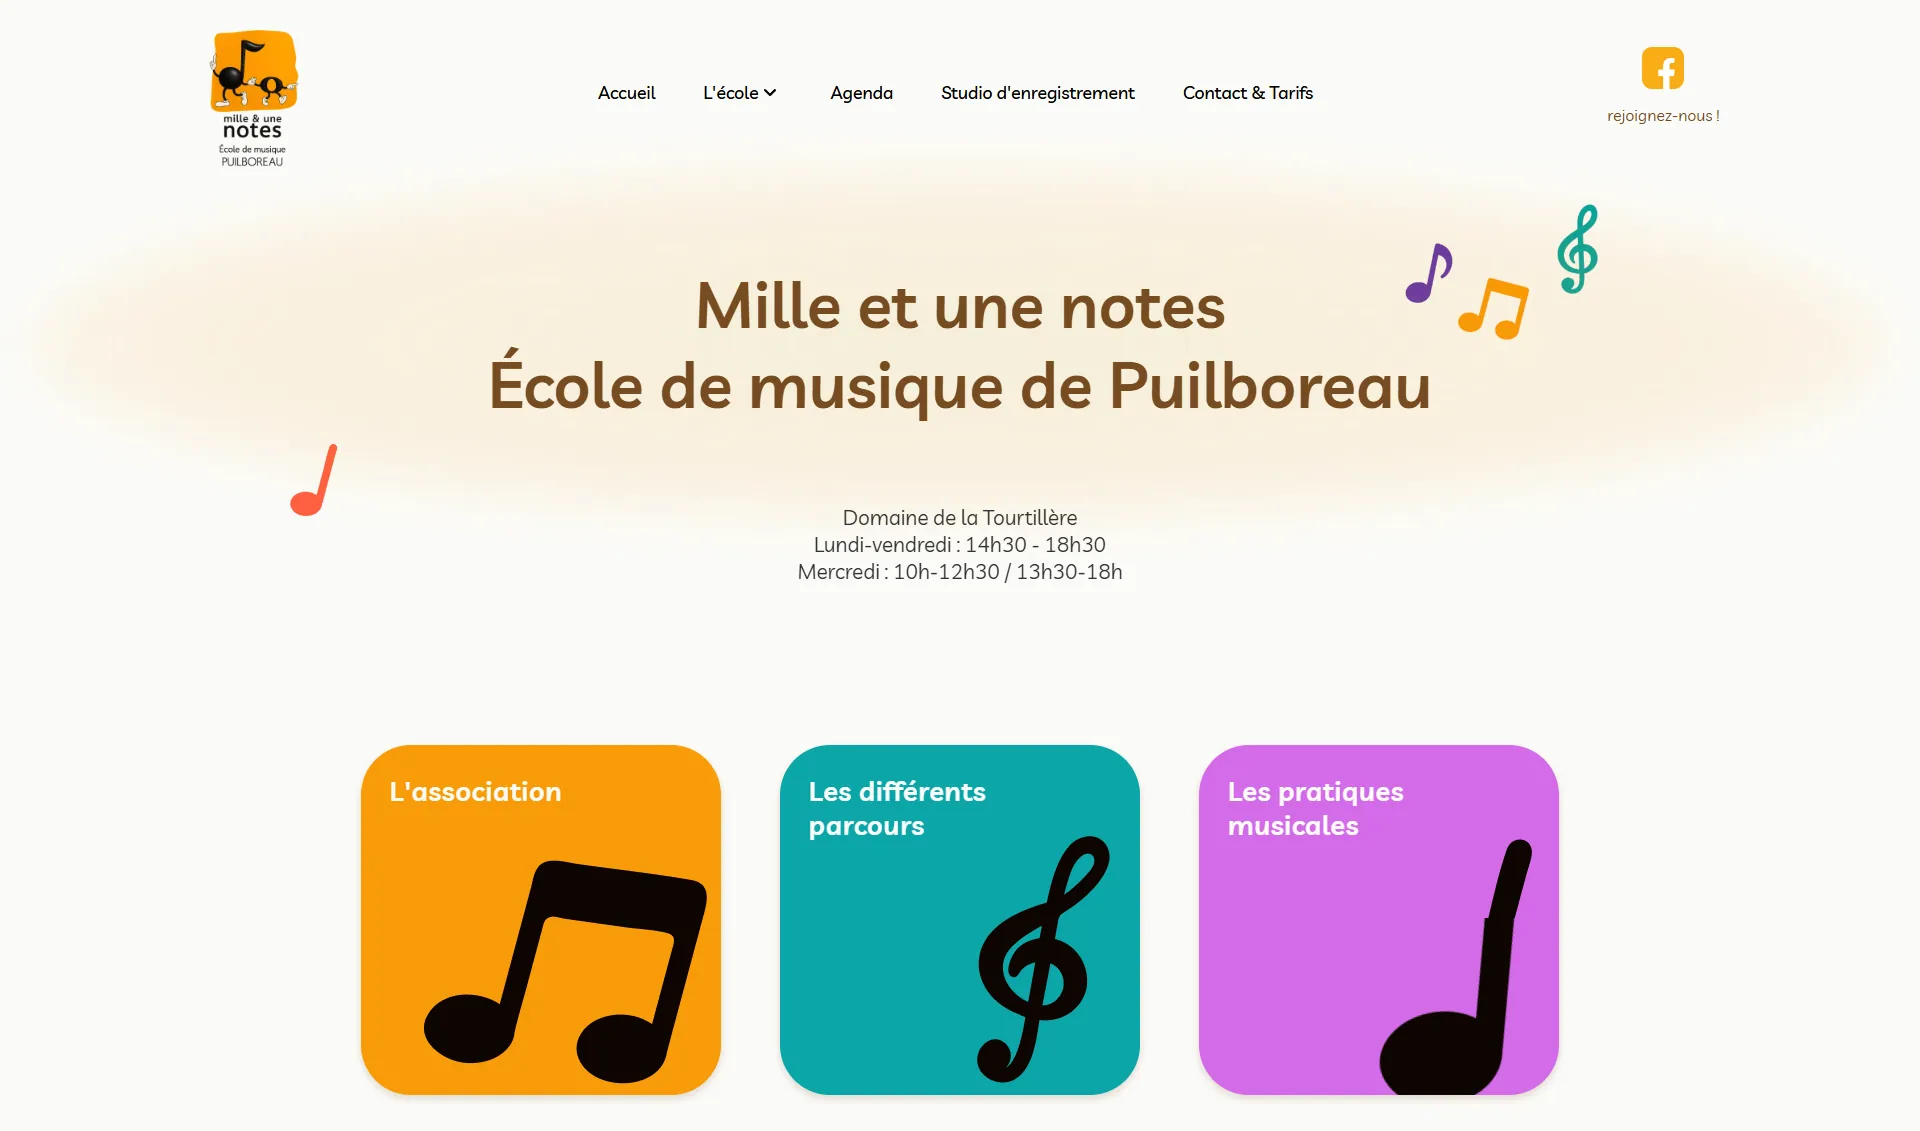 mille & une
notes
École de musique
PUILBOREAU
Accueil
L'école
Agenda
Studio d'enregistrement
Contact & Tarifs
rejoignez-nous !
Mille et une notes
École de musique de Puilboreau
Domaine de la Tourtillère
Lundi-vendredi : 14h30 - 18h30
Mercredi : 10h-12h30 / 13h30-18h
L'association
Les différents
parcours
Les pratiques
musicales